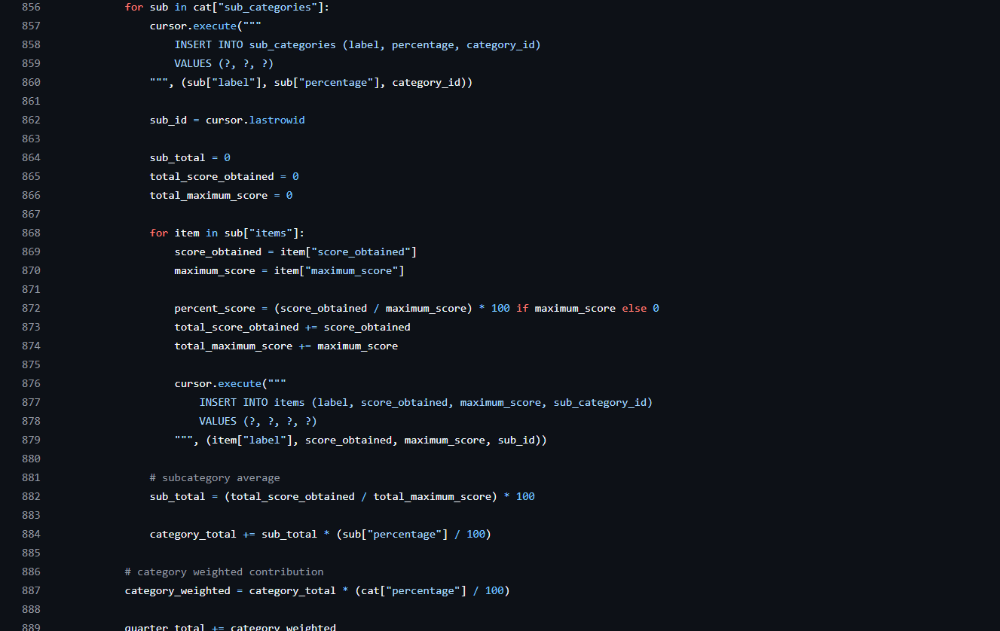 856 for sub in cat["sub_categories"]:
857 cursor.execute("""
858 INSERT INTO sub_categories (label, percentage, category_id)
859 VALUES (?, ?, ?)
860 """, (sub["label"], sub["percentage"], category_id))
861
862 sub_id = cursor.lastrowid
863
864 sub_total = 0
865 total_score_obtained = 0
866 total_maximum_score = 0
867
868 for item in sub["items"]:
869 score_obtained = item["score_obtained"]
870 maximum_score = item["maximum_score"]
871
872 percent_score = (score_obtained / maximum_score) * 100 if maximum_score else 0
873 total_score_obtained += score_obtained
874 total_maximum_score += maximum_score
875
876 cursor.execute("""
877 INSERT INTO items (label, score_obtained, maximum_score, sub_category_id)
878 VALUES (?, ?, ?, ?)
879 """, (item["label"], score_obtained, maximum_score, sub_id))
880
881 # subcategory average
882 sub_total = (total_score_obtained / total_maximum_score) * 100
883
884 category_total += sub_total * (sub["percentage"] / 100)
885
886 # category weighted contribution
887 category_weighted = category_total * (cat["percentage"] / 100)
888
889 quarter_total += category_weighted